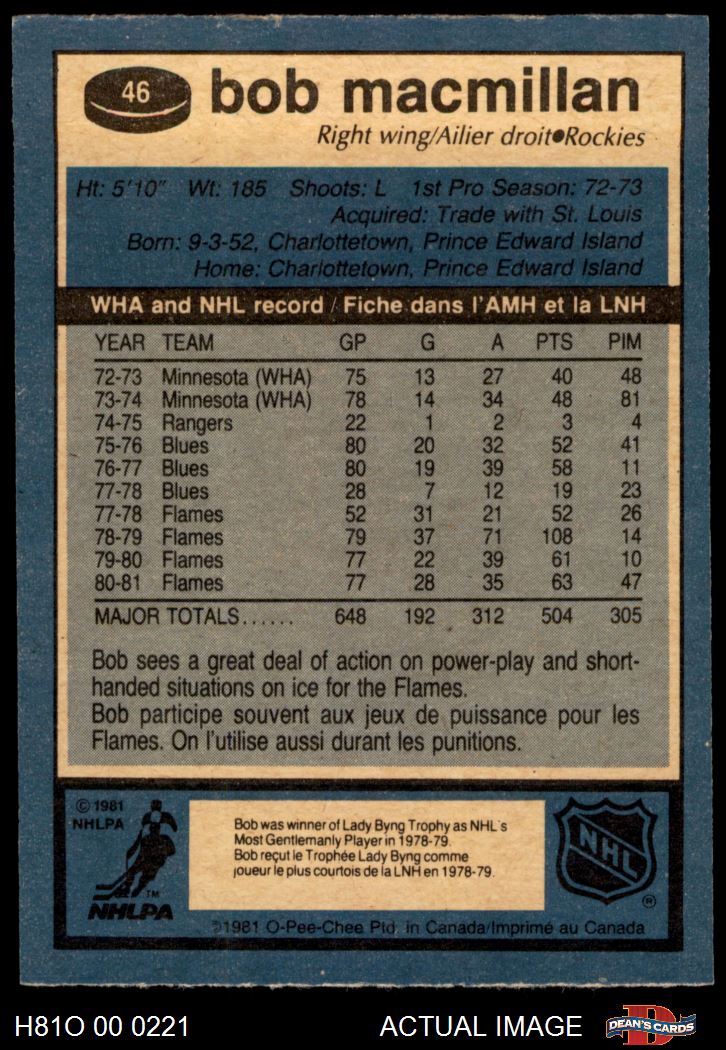 46 bob macmillan
Right wing/Ailier droit●Rockies
Ht: 5'10" Wt: 185 Shoots: L 1st Pro Season: 72-73
Acquired: Trade with St. Louis
Born: 9-3-52, Charlottetown, Prince Edward Island
Home: Charlottetown, Prince Edward Island
WHA and NHL record / Fiche dans l'AMH et la LNH
YEAR TEAM GP G A PTS PIM
72-73 Minnesota (WHA) 75 13 27 40 48
73-74 Minnesota (WHA) 78 14 34 48 81
74-75 Rangers 22 1 2 3 4
75-76 Blues 80 20 32 52 41
76-77 Blues 80 19 39 58 11
77-78 Blues 28 7 12 19 23
77-78 Flames 52 31 21 52 26
78-79 Flames 79 37 71 108 14
79-80 Flames 77 22 39 61 10
80-81 Flames 77 28 35 63 47
MAJOR TOTALS...... 648 192 312 504 305
Bob sees a great deal of action on power-play and short-
handed situations on ice for the Flames.
Bob participe souvent aux jeux de puissance pour les
Flames. On l'utilise aussi durant les punitions.
© 1981
NHLPA
TM
NHLPA
Bob was winner of Lady Byng Trophy as NHL's
Most Gentlemanly Player in 1978-79.
Bob reçut le Trophée Lady Byng comme
joueur le plus courtois de la LNH en 1978-79.
NHL
®
©1981 O-Pee-Chee Ptd. in Canada/Imprimé au Canada
H81O 00 0221
ACTUAL IMAGE
D
DEAN'S CARDS